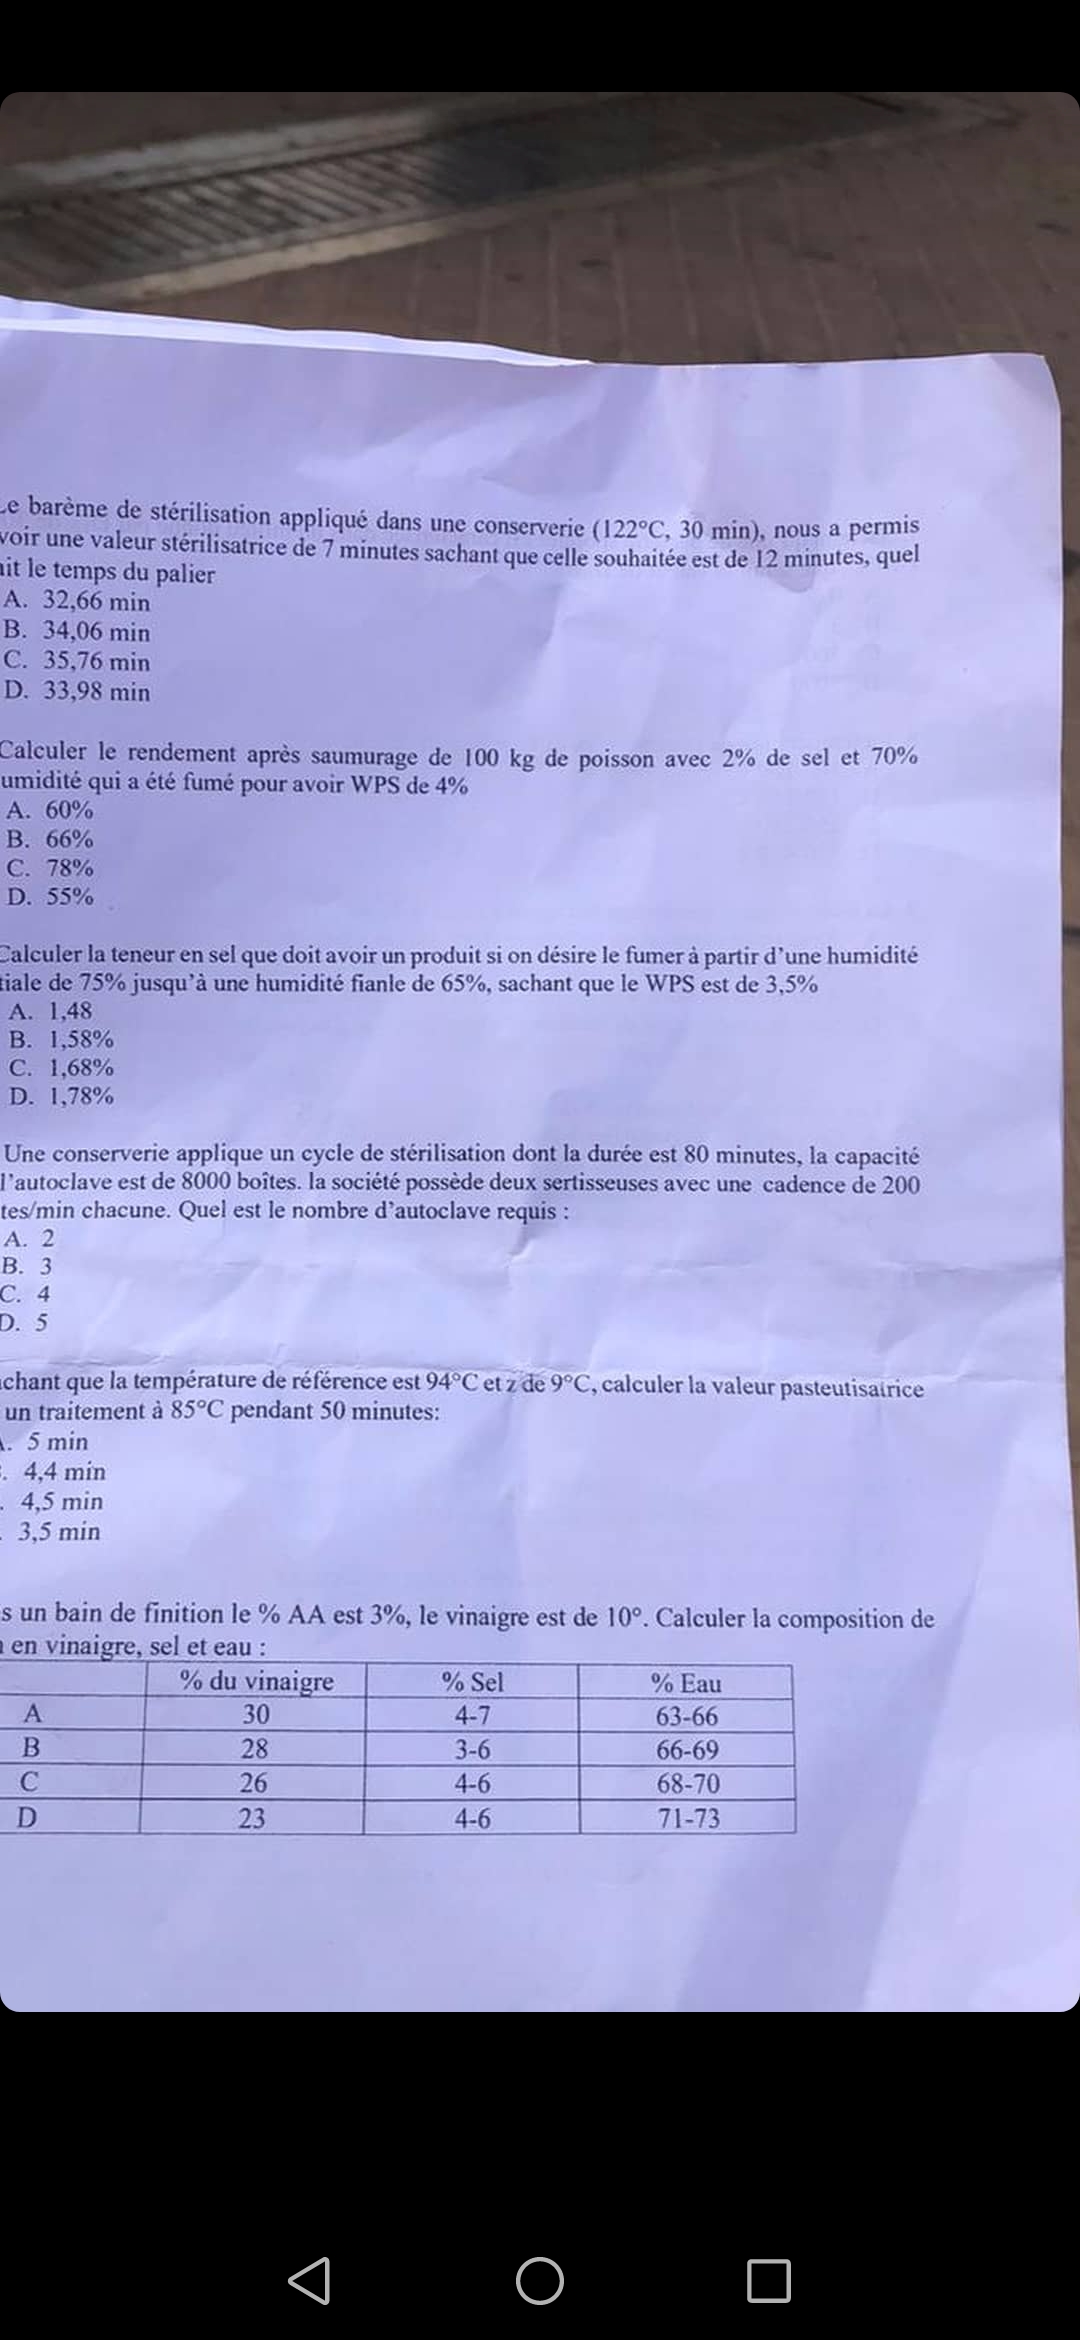 Le barème de stérilisation appliqué dans une conserverie (122°C, 30 min), nous a permis
voir une valeur stérilisatrice de 7 minutes sachant que celle souhaitée est de 12 minutes, quel
ait le temps du palier
A. 32,66 min
B. 34,06 min
C. 35,76 min
D. 33,98 min
Calculer le rendement après saumurage de 100 kg de poisson avec 2% de sel et 70%
umidité qui a été fumé pour avoir WPS de 4%
A. 60%
B. 66%
C. 78%
D. 55%
Calculer la teneur en sel que doit avoir un produit si on désire le fumer à partir d'une humidité
tiale de 75% jusqu'à une humidité fianle de 65%, sachant que le WPS est de 3,5%
A. 1,48
B. 1,58%
C. 1,68%
D. 1,78%
Une conserverie applique un cycle de stérilisation dont la durée est 80 minutes, la capacité
l'autoclave est de 8000 boîtes. la société possède deux sertisseuses avec une cadence de 200
tes/min chacune. Quel est le nombre d'autoclave requis :
A. 2
B. 3
C. 4
D. 5
achant que la température de référence est 94°C et z de 9°C, calculer la valeur pasteutisatrice
un traitement à 85°C pendant 50 minutes:
. 5 min
. 4,4 min
. 4,5 min
. 3,5 min
s un bain de finition le % AA est 3%, le vinaigre est de 10°. Calculer la composition de
en vinaigre, sel et eau :
% du vinaigre % Sel % Eau
A 30 4-7 63-66
B 28 3-6 66-69
C 26 4-6 68-70
D 23 4-6 71-73